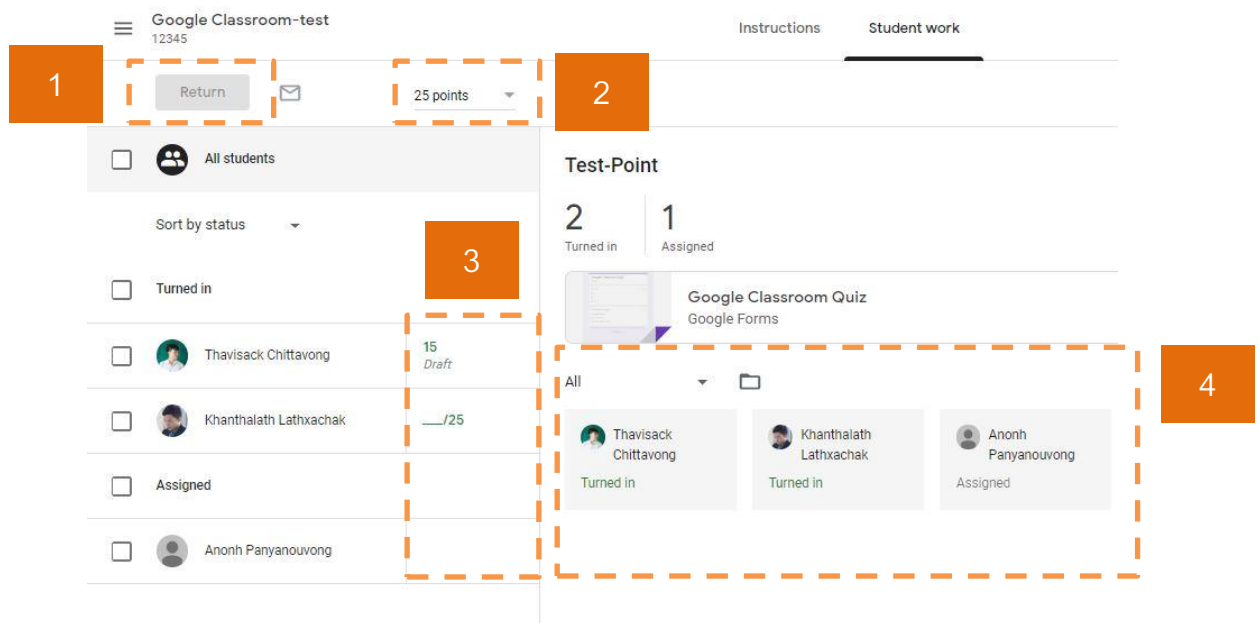 Google Classroom-test
12345
Instructions
Student work
1
Return
25 points
2
All students
Test-Point
2
1
Turned in
Assigned
Sort by status
3
Turned in
Google Classroom Quiz
Google Forms
Thavisack Chittavong
15
Draft
Khanthalath Lathxachak
__/25
Assigned
Anonh Panyanouvong
All
4
Thavisack
Chittavong
Turned in
Khanthalath
Lathxachak
Turned in
Anonh
Panyanouvong
Assigned